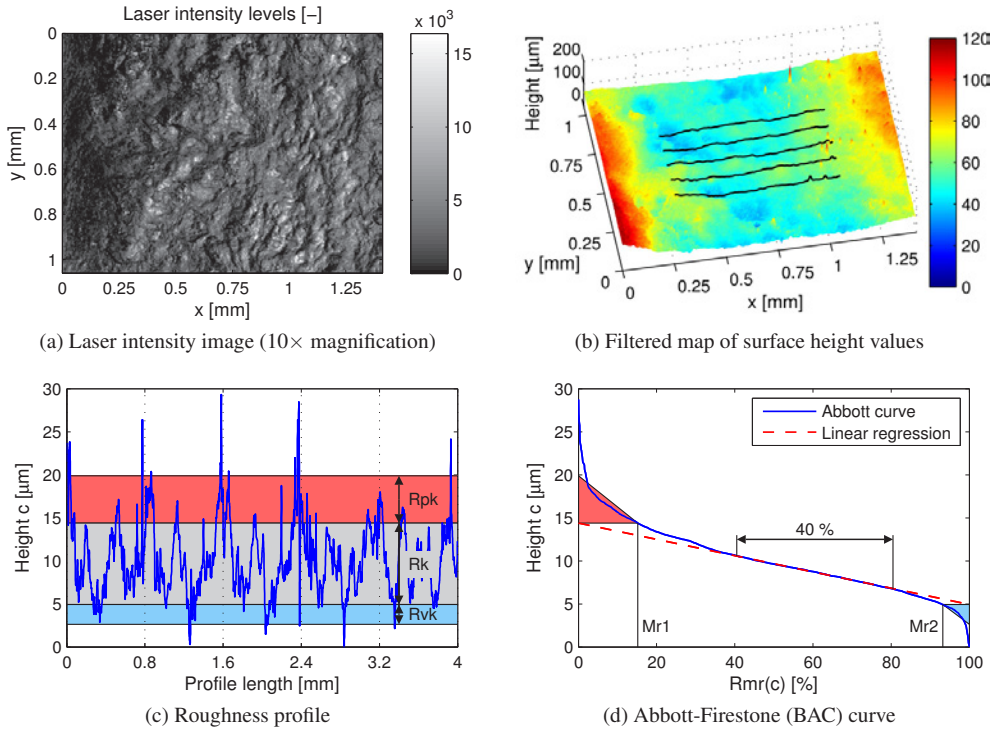 Laser intensity levels [−]
x 10³
0
0.2
0.4
0.6
0.8
1
y [mm]
0 0.25 0.5 0.75 1 1.25
x [mm]
15
10
5
0
(a) Laser intensity image (10× magnification)
Height [µm]
200
100
0
1
0.75
0.5
0.25
0
y [mm]
0 0.25 0.5 0.75 1 1.25
x [mm]
120
100
80
60
40
20
0
(b) Filtered map of surface height values
Height c [µm]
30
25
20
15
10
5
0
Rpk
Rk
Rvk
0 0.8 1.6 2.4 3.2 4
Profile length [mm]
(c) Roughness profile
Height c [µm]
30
25
20
15
10
5
0
Abbott curve
Linear regression
40 %
Mr1
Mr2
0 20 40 60 80 100
Rmr(c) [%]
(d) Abbott-Firestone (BAC) curve